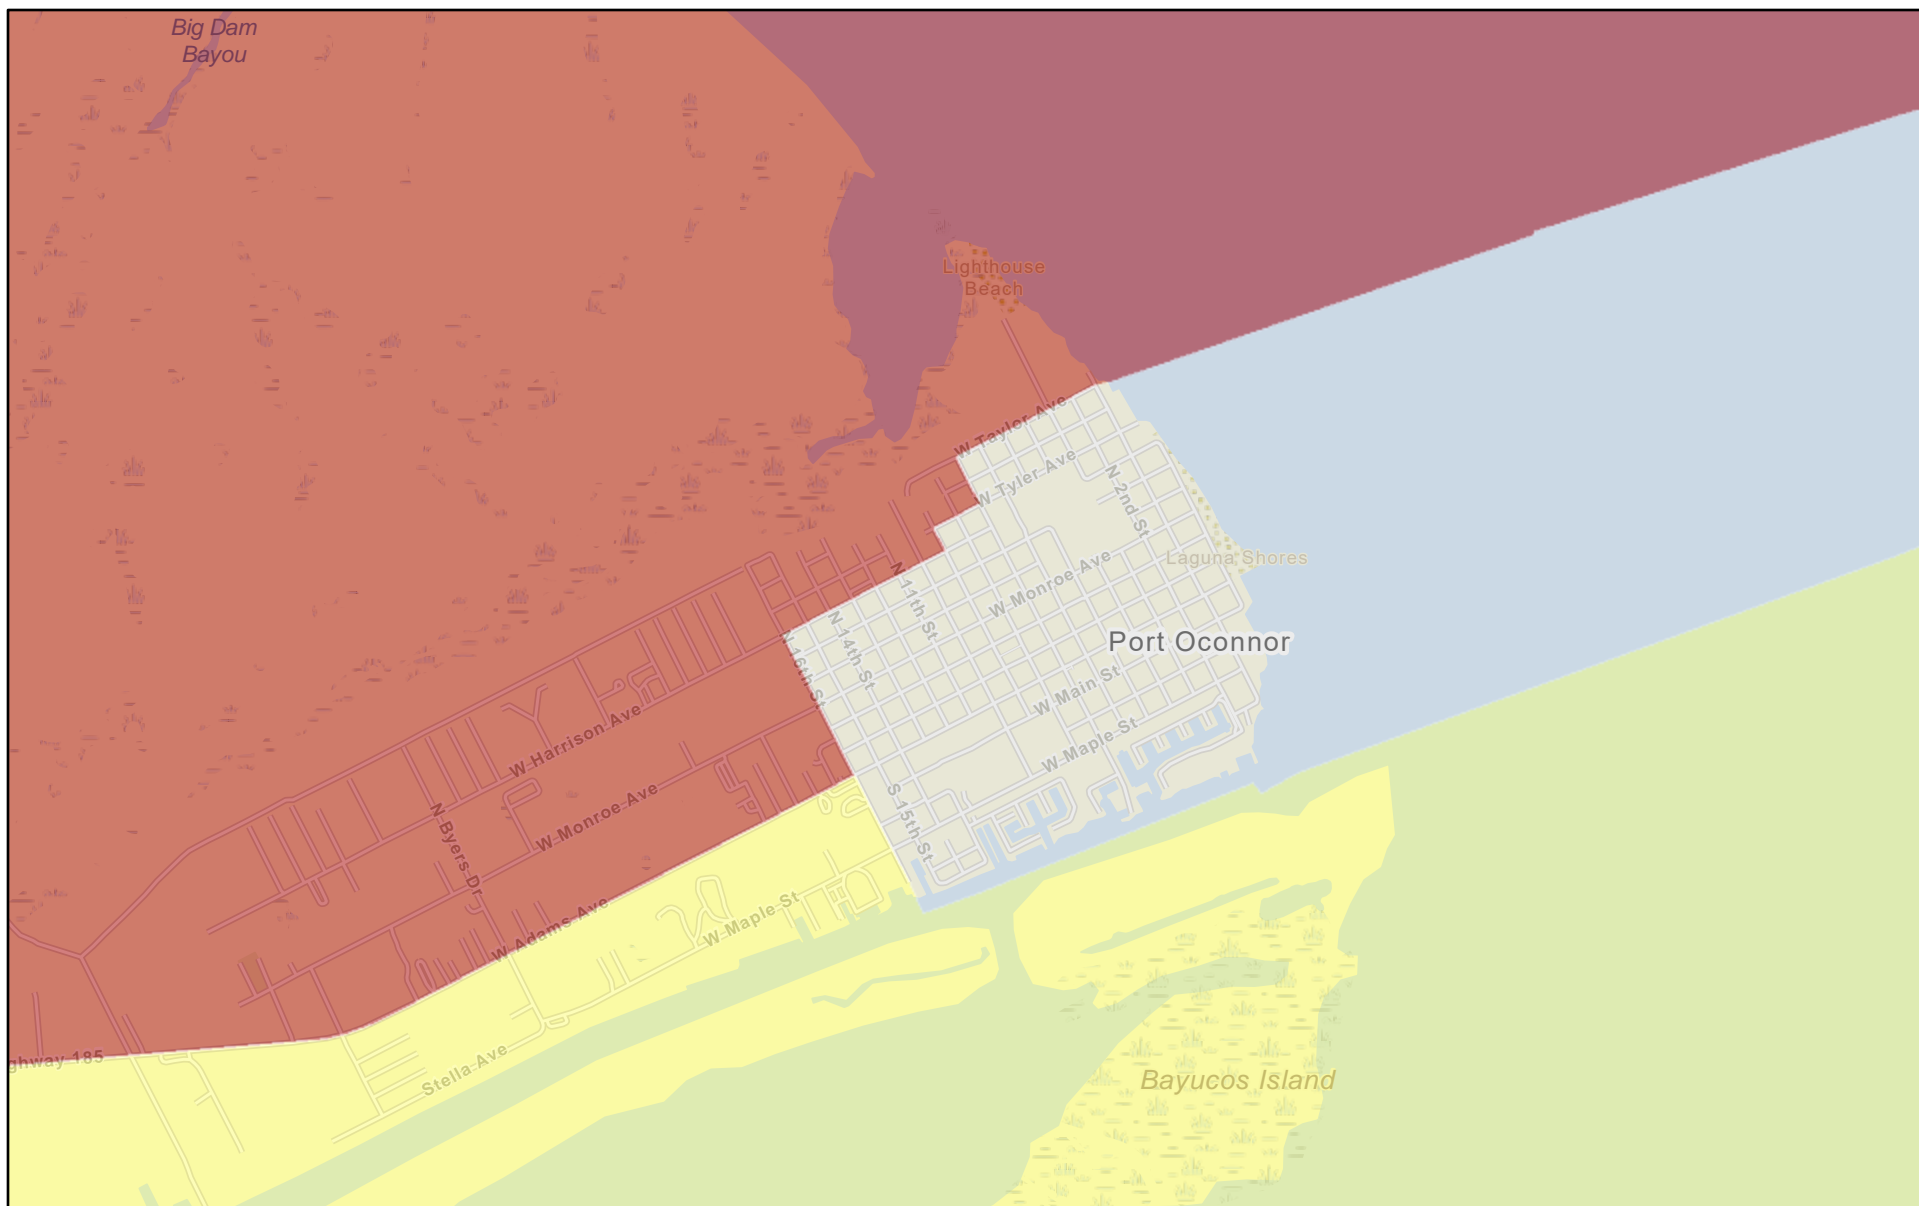 Big Dam
Bayou
Lighthouse
Beach
W Taylor Ave
W Tyler Ave
N 2nd St
Laguna Shores
W Monroe Ave
N 11th St
N 14th St
N 16th St
Port Oconnor
W Main St
W Maple St
W Harrison Ave
W Monroe Ave
N Byers Dr
S 15th St
W Adams Ave
W Maple St
ghway 185
Stella Ave
Bayucos Island